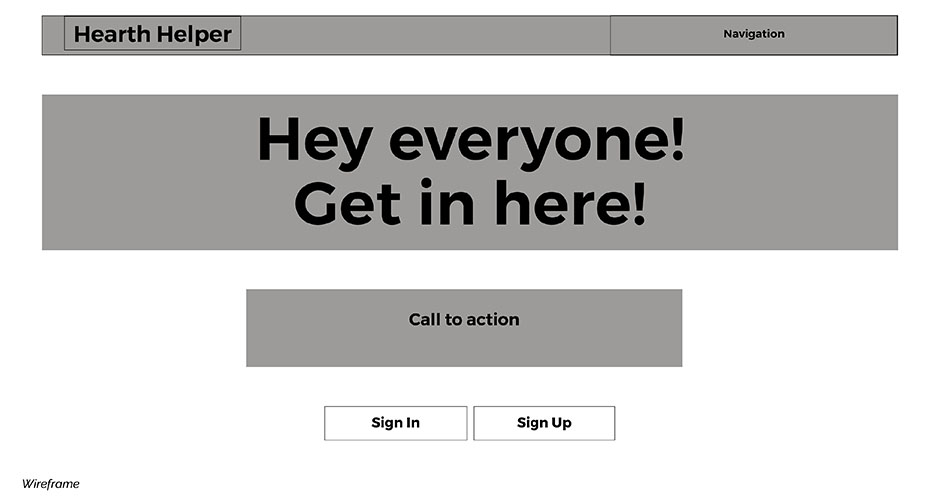 Hearth Helper
Navigation
Hey everyone!
Get in here!
Call to action
Sign In
Sign Up
Wireframe